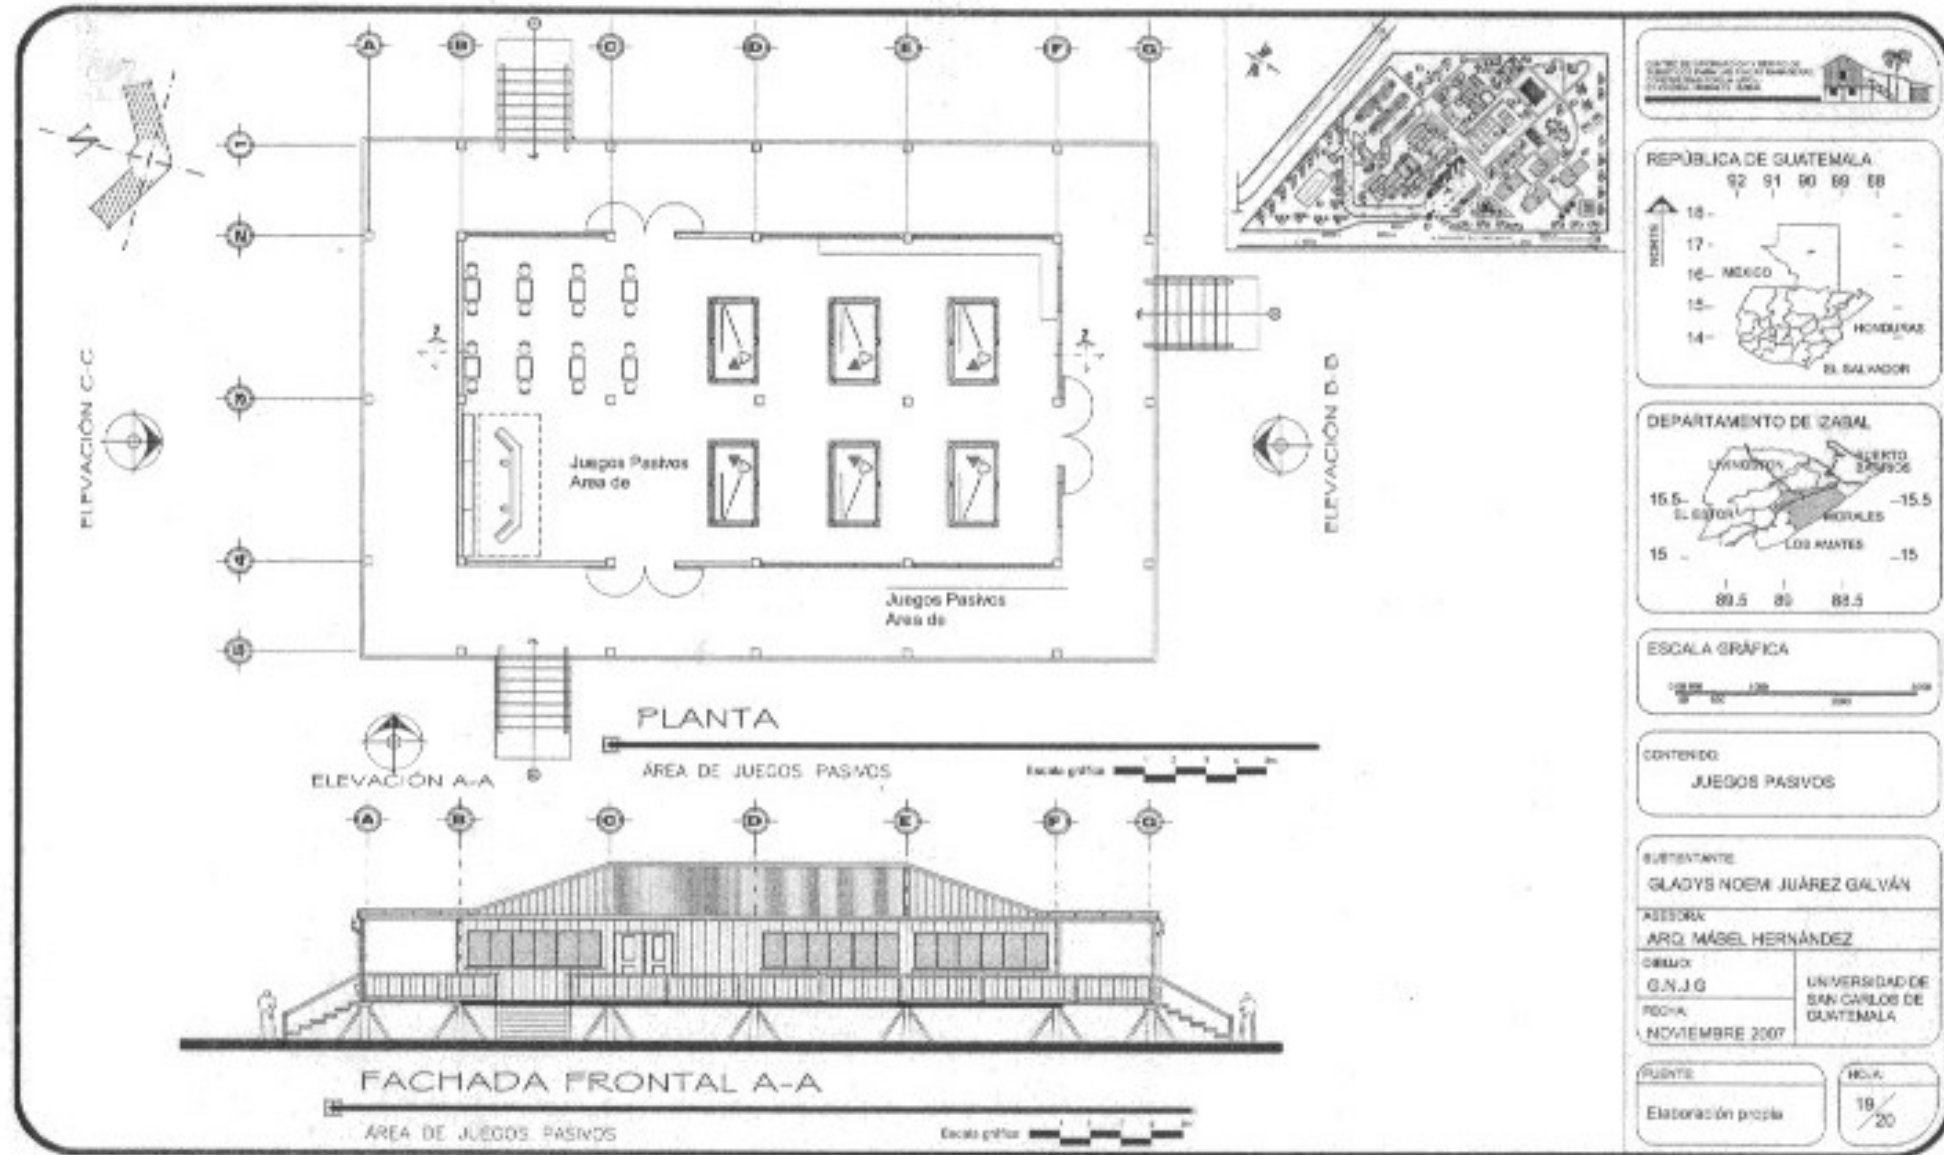 A B C D E F G
1
2
3
4
5
ELEVACIÓN C-C
ELEVACIÓN B-B
Juegos Pasivos
Area de
Juegos Pasivos
Area de
PLANTA
ÁREA DE JUEGOS PASIVOS
Escala gráfica
ELEVACIÓN A-A
A B C D E F G
FACHADA FRONTAL A-A
ÁREA DE JUEGOS PASIVOS
Escala gráfica
REPÚBLICA DE GUATEMALA
92 91 90 89 88
NORTE
18
17
16
15
14
MÉXICO
HONDURAS
EL SALVADOR
DEPARTAMENTO DE IZABAL
LIVINGSTON
PUERTO
BARRIOS
15.5
15.5
EL ESTOR
MORALES
LOS AMATES
15
15
89.5 89 88.5
ESCALA GRÁFICA
CONTENIDO:
JUEGOS PASIVOS
SUSTENTANTE:
GLADYS NOEMI JUÁREZ GALVÁN
ASESORA:
ARQ. MÁBEL HERNÁNDEZ
DIBUJO:
G.N.J.G
UNIVERSIDAD DE
SAN CARLOS DE
GUATEMALA
FECHA:
NOVIEMBRE 2007
FUENTE:
Elaboración propia
HOJA:
19/20